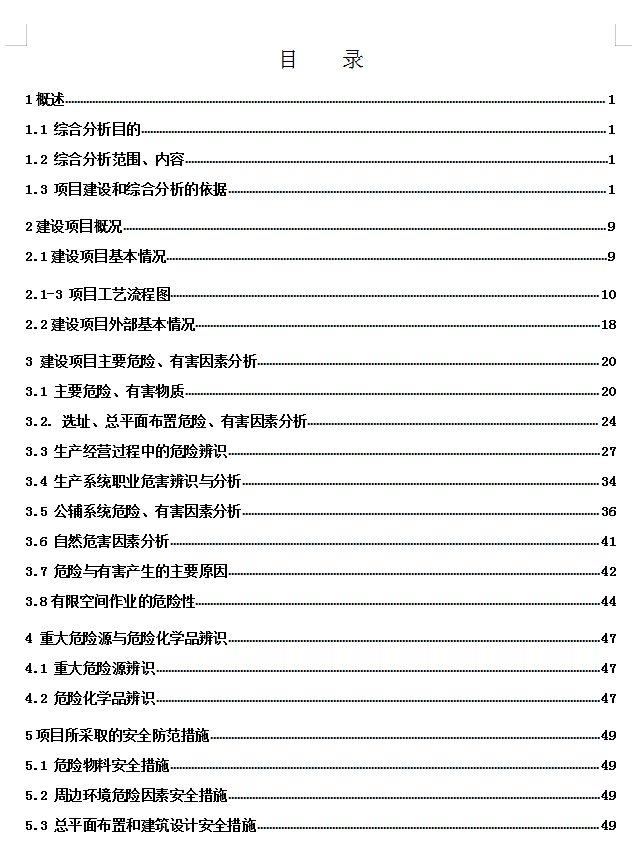 目 录
1概述 1
1.1 综合分析目的 1
1.2 综合分析范围、内容 1
1.3 项目建设和综合分析的依据 1
2建设项目概况 9
2.1建设项目基本情况 9
2.1-3 项目工艺流程图 10
2.2建设项目外部基本情况 18
3 建设项目主要危险、有害因素分析 20
3.1 主要危险、有害物质 20
3.2. 选址、总平面布置危险、有害因素分析 24
3.3 生产经营过程中的危险辨识 27
3.4 生产系统职业危害辨识与分析 34
3.5 公辅系统危险、有害因素分析 36
3.6 自然危害因素分析 41
3.7 危险与有害产生的主要原因 42
3.8有限空间作业的危险性 44
4 重大危险源与危险化学品辨识 47
4.1 重大危险源辨识 47
4.2 危险化学品辨识 47
5项目所采取的安全防范措施 49
5.1 危险物料安全措施 49
5.2 周边环境危险因素安全措施 49
5.3 总平面布置和建筑设计安全措施 49